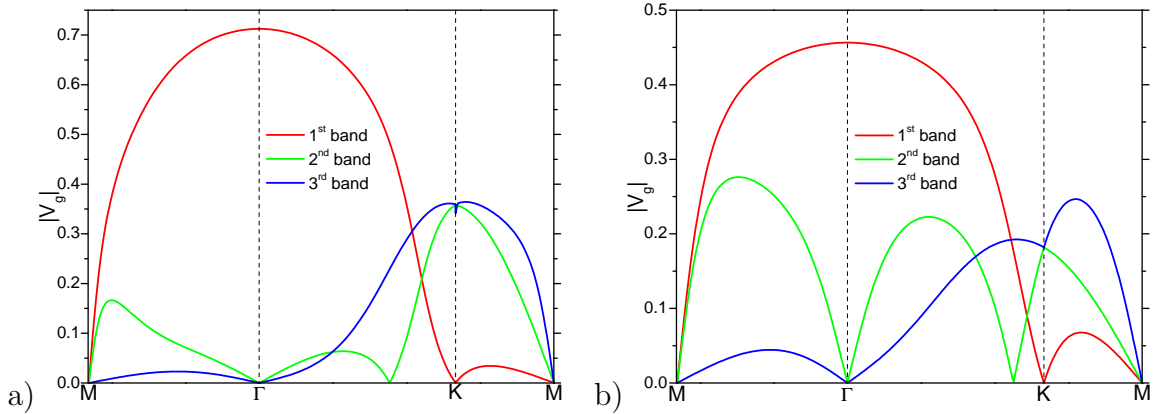 0.7
0.6
0.5
0.4
0.3
0.2
0.1
0.0
|V_g|
1^st band
2^nd band
3^rd band
M Γ K M
a)
0.5
0.4
0.3
0.2
0.1
0.0
|V_g|
1^st band
2^nd band
3^rd band
M Γ K M
b)